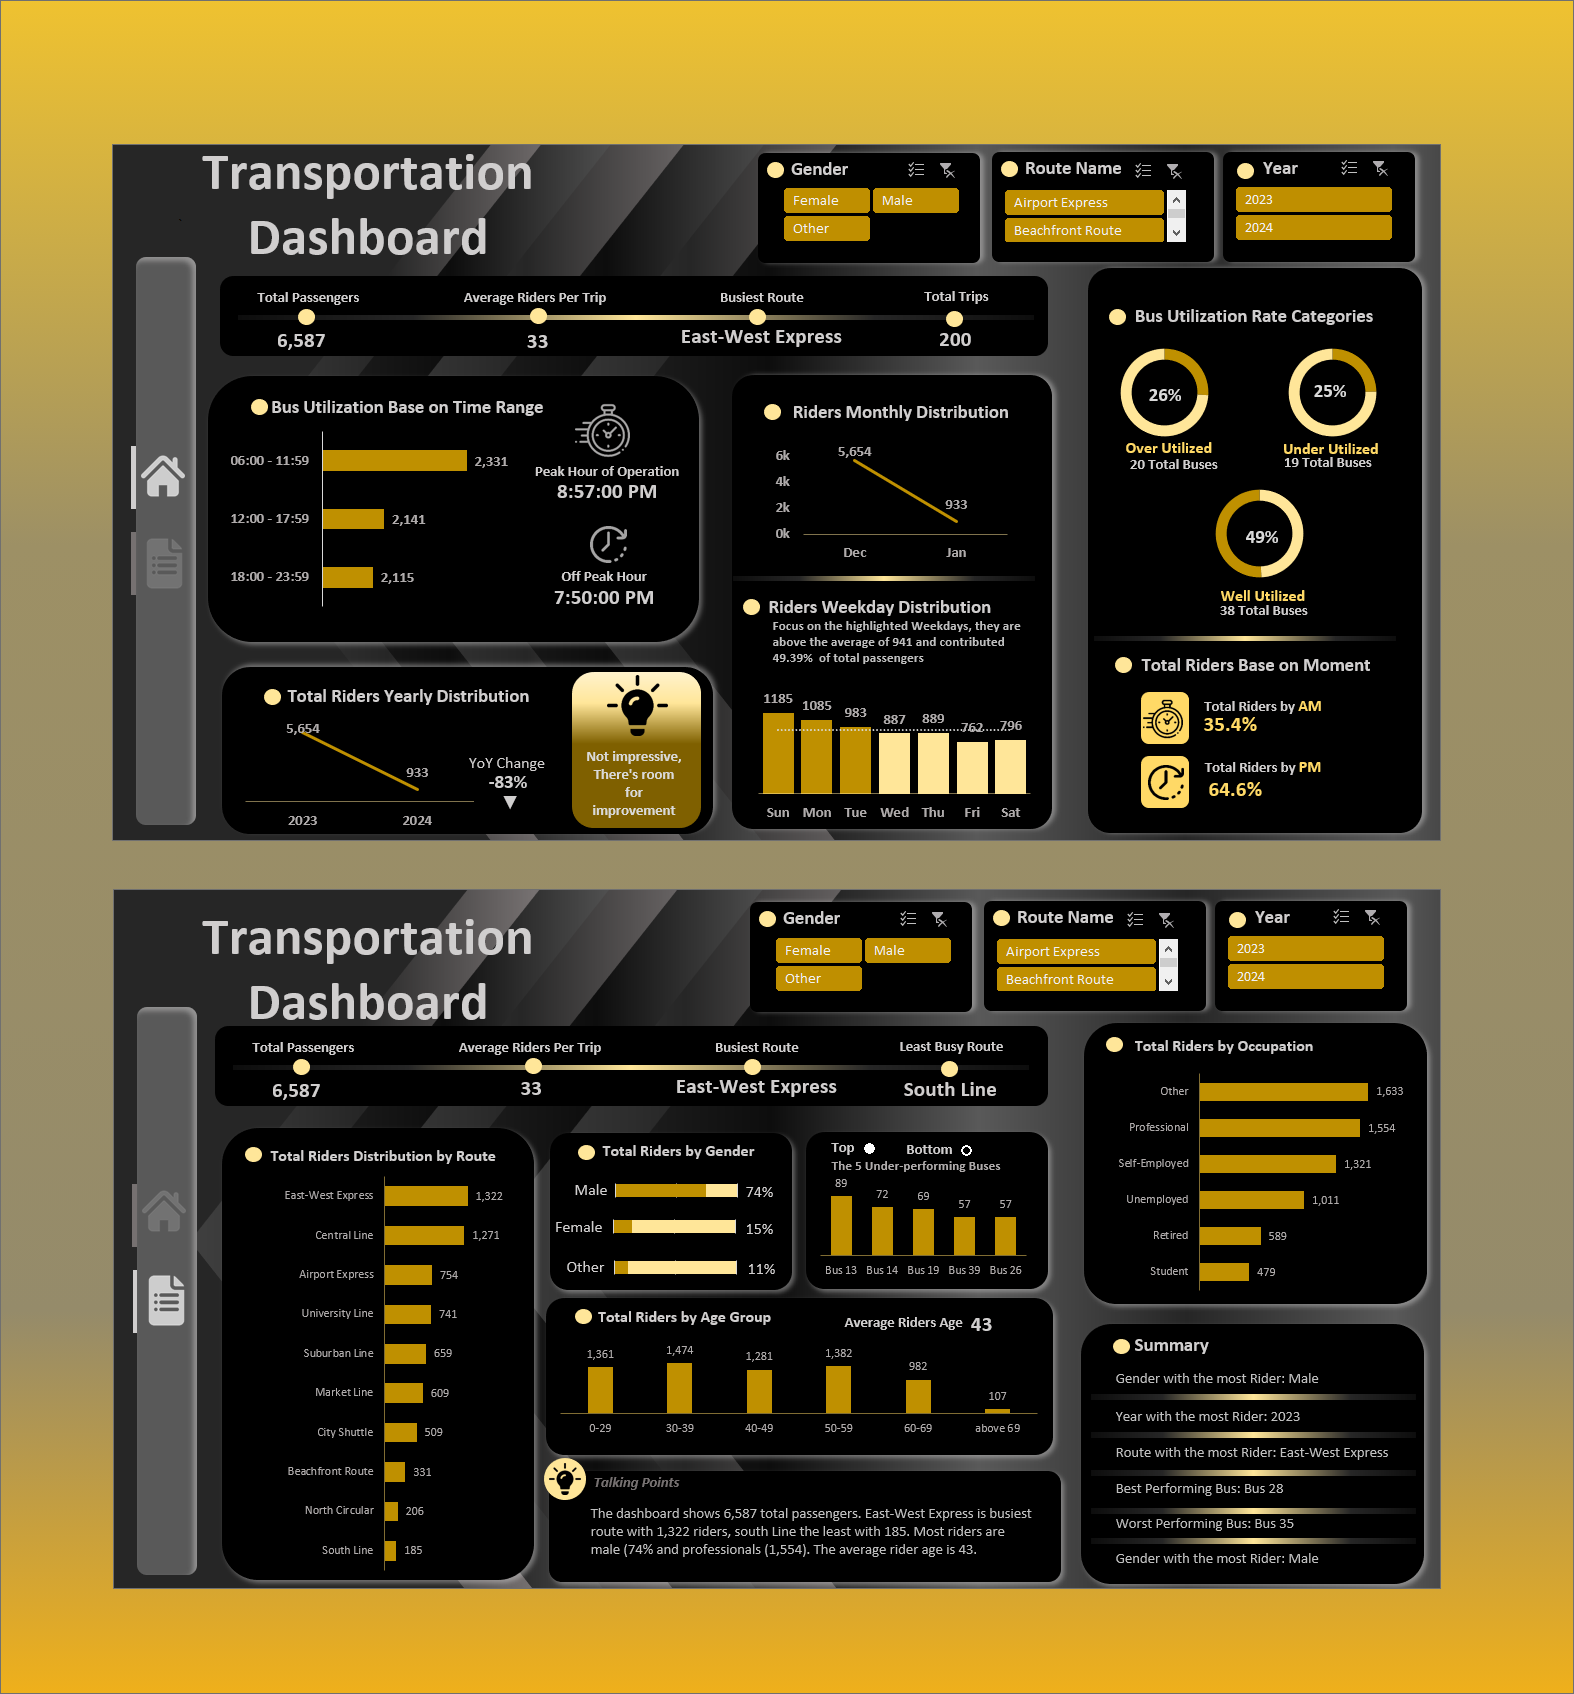 Transportation
Dashboard
Gender
Female
Male
Other
Route Name
Airport Express
Beachfront Route
Year
2023
2024
Total Passengers
6,587
Average Riders Per Trip
33
Busiest Route
East-West Express
Total Trips
200
Bus Utilization Base on Time Range
06:00 - 11:59
2,331
12:00 - 17:59
2,141
18:00 - 23:59
2,115
Peak Hour of Operation
8:57:00 PM
Off Peak Hour
7:50:00 PM
Riders Monthly Distribution
6k
4k
2k
0k
5,654
933
Dec
Jan
Riders Weekday Distribution
Focus on the highlighted Weekdays, they are
above the average of 941 and contributed
49.39% of total passengers
1185
1085
983
887
889
762
796
Sun
Mon
Tue
Wed
Thu
Fri
Sat
Bus Utilization Rate Categories
26%
Over Utilized
20 Total Buses
25%
Under Utilized
19 Total Buses
49%
Well Utilized
38 Total Buses
Total Riders Base on Moment
Total Riders by AM
35.4%
Total Riders by PM
64.6%
Total Riders Yearly Distribution
5,654
933
2023
2024
YoY Change
-83%
Not impressive,
There's room
for
improvement
Transportation
Dashboard
Gender
Female
Male
Other
Route Name
Airport Express
Beachfront Route
Year
2023
2024
Total Passengers
6,587
Average Riders Per Trip
33
Busiest Route
East-West Express
Least Busy Route
South Line
Total Riders Distribution by Route
East-West Express
1,322
Central Line
1,271
Airport Express
754
University Line
741
Suburban Line
659
Market Line
609
City Shuttle
509
Beachfront Route
331
North Circular
206
South Line
185
Total Riders by Gender
Male
74%
Female
15%
Other
11%
Top
Bottom
The 5 Under-performing Buses
89
72
69
57
57
Bus 13
Bus 14
Bus 19
Bus 39
Bus 26
Total Riders by Age Group
Average Riders Age 43
1,361
1,474
1,281
1,382
982
107
0-29
30-39
40-49
50-59
60-69
above 69
Talking Points
The dashboard shows 6,587 total passengers. East-West Express is busiest
route with 1,322 riders, south Line the least with 185. Most riders are
male (74% and professionals (1,554). The average rider age is 43.
Total Riders by Occupation
Other
1,633
Professional
1,554
Self-Employed
1,321
Unemployed
1,011
Retired
589
Student
479
Summary
Gender with the most Rider: Male
Year with the most Rider: 2023
Route with the most Rider: East-West Express
Best Performing Bus: Bus 28
Worst Performing Bus: Bus 35
Gender with the most Rider: Male